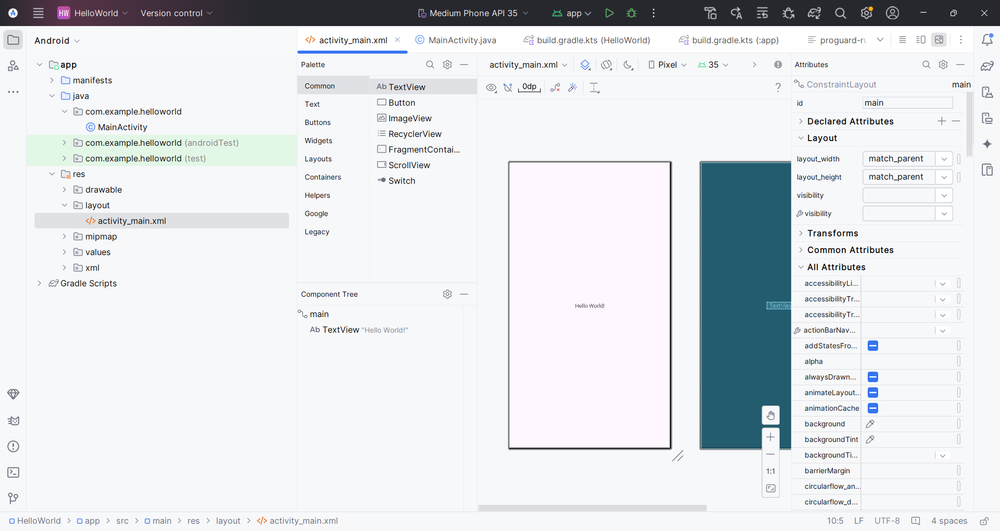 HW HelloWorld Version control Medium Phone API 35 app
Android
app
manifests
java
com.example.helloworld
MainActivity
com.example.helloworld (androidTest)
com.example.helloworld (test)
res
drawable
layout
activity_main.xml
mipmap
values
xml
Gradle Scripts
activity_main.xml MainActivity.java build.gradle.kts (HelloWorld) build.gradle.kts (:app) proguard-ru
Palette
Common
Text
Buttons
Widgets
Layouts
Containers
Helpers
Google
Legacy
Ab TextView
Button
ImageView
RecyclerView
FragmentContai...
ScrollView
Switch
Component Tree
main
Ab TextView "Hello World!"
activity_main.xml Pixel 35
0dp ?
Hello World!
TextView
1:1
Attributes
ConstraintLayout main
id main
Declared Attributes
Layout
layout_width match_parent
layout_height match_parent
visibility
visibility
Transforms
Common Attributes
All Attributes
accessibilityLi...
accessibilityTr...
accessibilityTr...
actionBarNav...
addStatesFro...
alpha
alwaysDrawn...
animateLayout...
animationCache
background
backgroundTint
backgroundTi...
barrierMargin
circularflow_an...
circularflow_d...
HelloWorld > app > src > main > res > layout > activity_main.xml
10:5 LF UTF-8 4 spaces